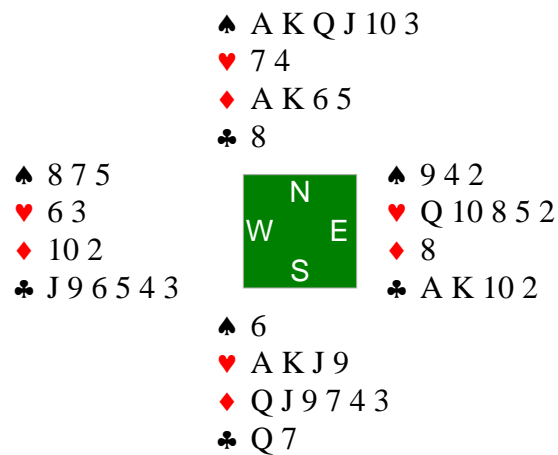 ♠ A K Q J 10 3
♥ 7 4
♦ A K 6 5
♣ 8
♠ 8 7 5
♥ 6 3
♦ 10 2
♣ J 9 6 5 4 3
N
W E
S
♠ 9 4 2
♥ Q 10 8 5 2
♦ 8
♣ A K 10 2
♠ 6
♥ A K J 9
♦ Q J 9 7 4 3
♣ Q 7